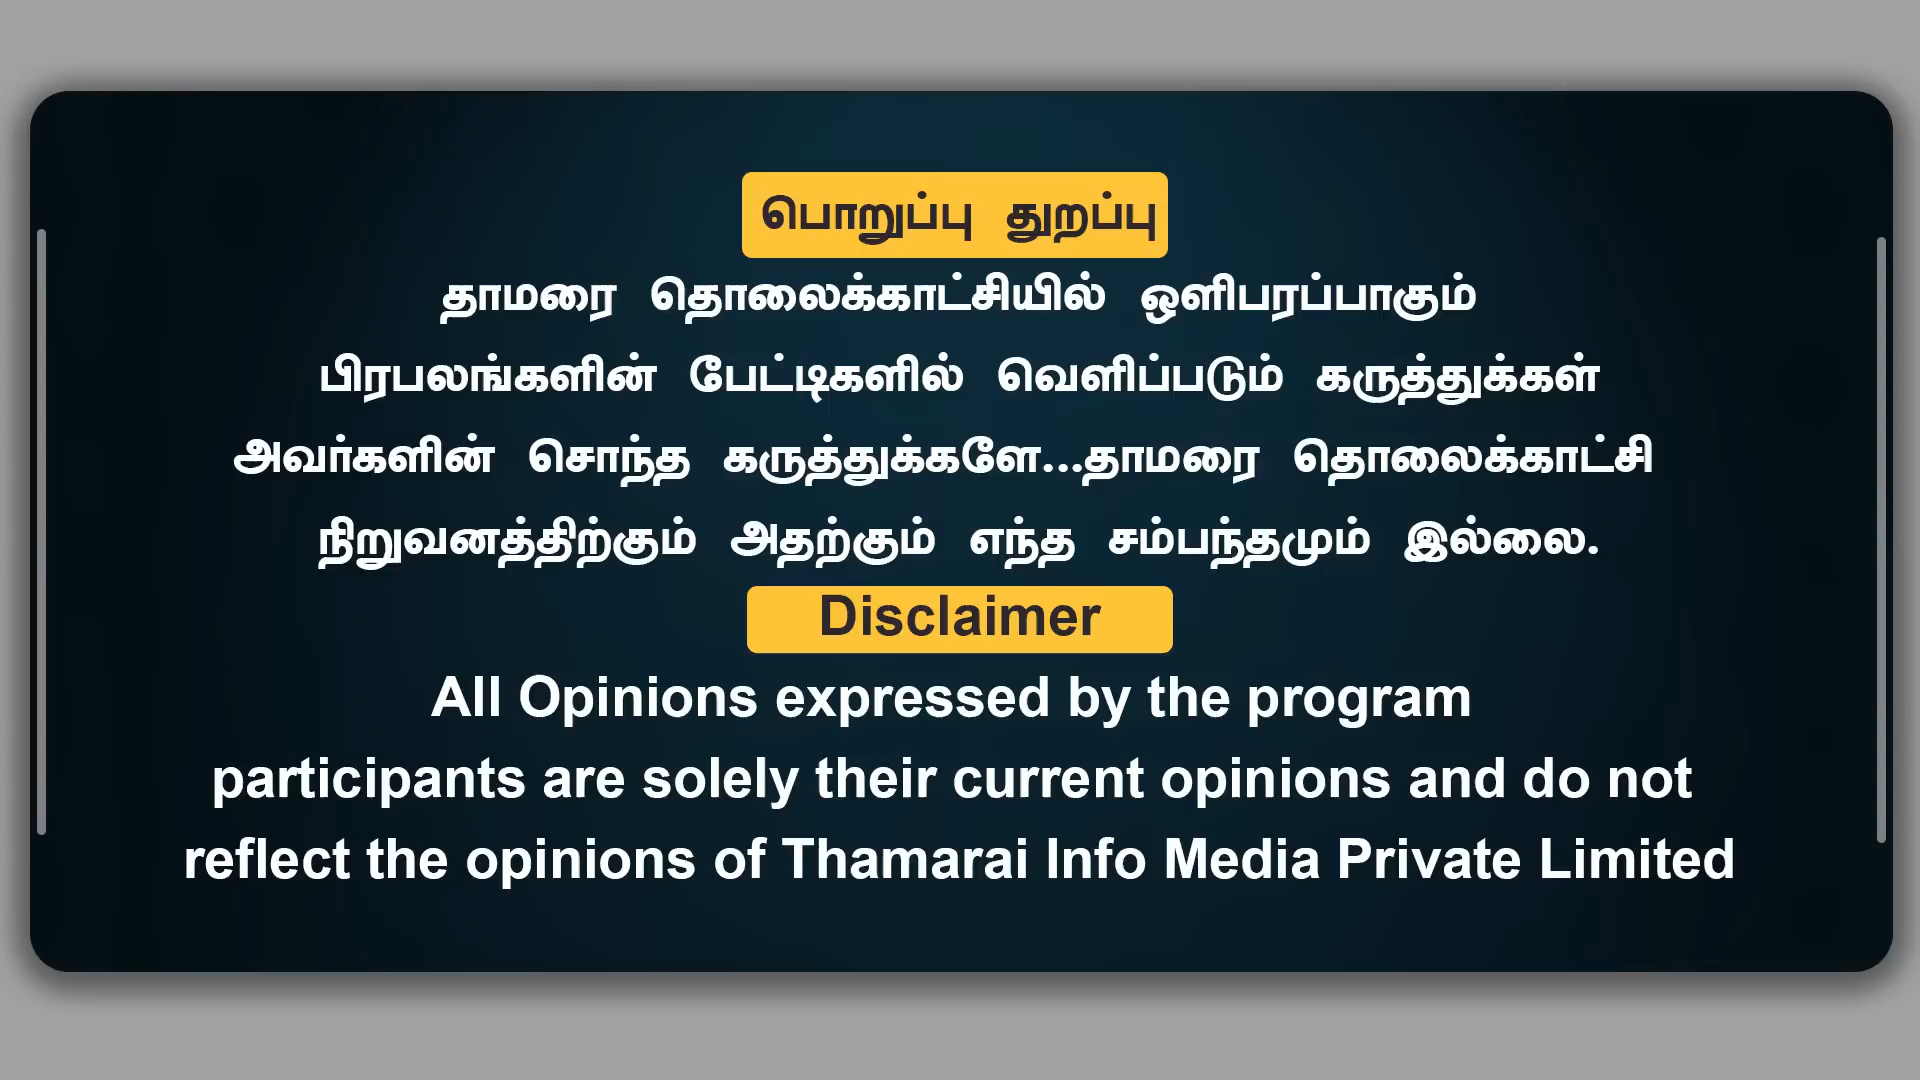 பொறுப்பு துறப்பு
தாமரை தொலைக்காட்சியில் ஒளிபரப்பாகும்
பிரபலங்களின் பேட்டிகளில் வெளிப்படும் கருத்துக்கள்
அவர்களின் சொந்த கருத்துக்களே...தாமரை தொலைக்காட்சி
நிறுவனத்திற்கும் அதற்கும் எந்த சம்பந்தமும் இல்லை.
Disclaimer
All Opinions expressed by the program
participants are solely their current opinions and do not
reflect the opinions of Thamarai Info Media Private Limited